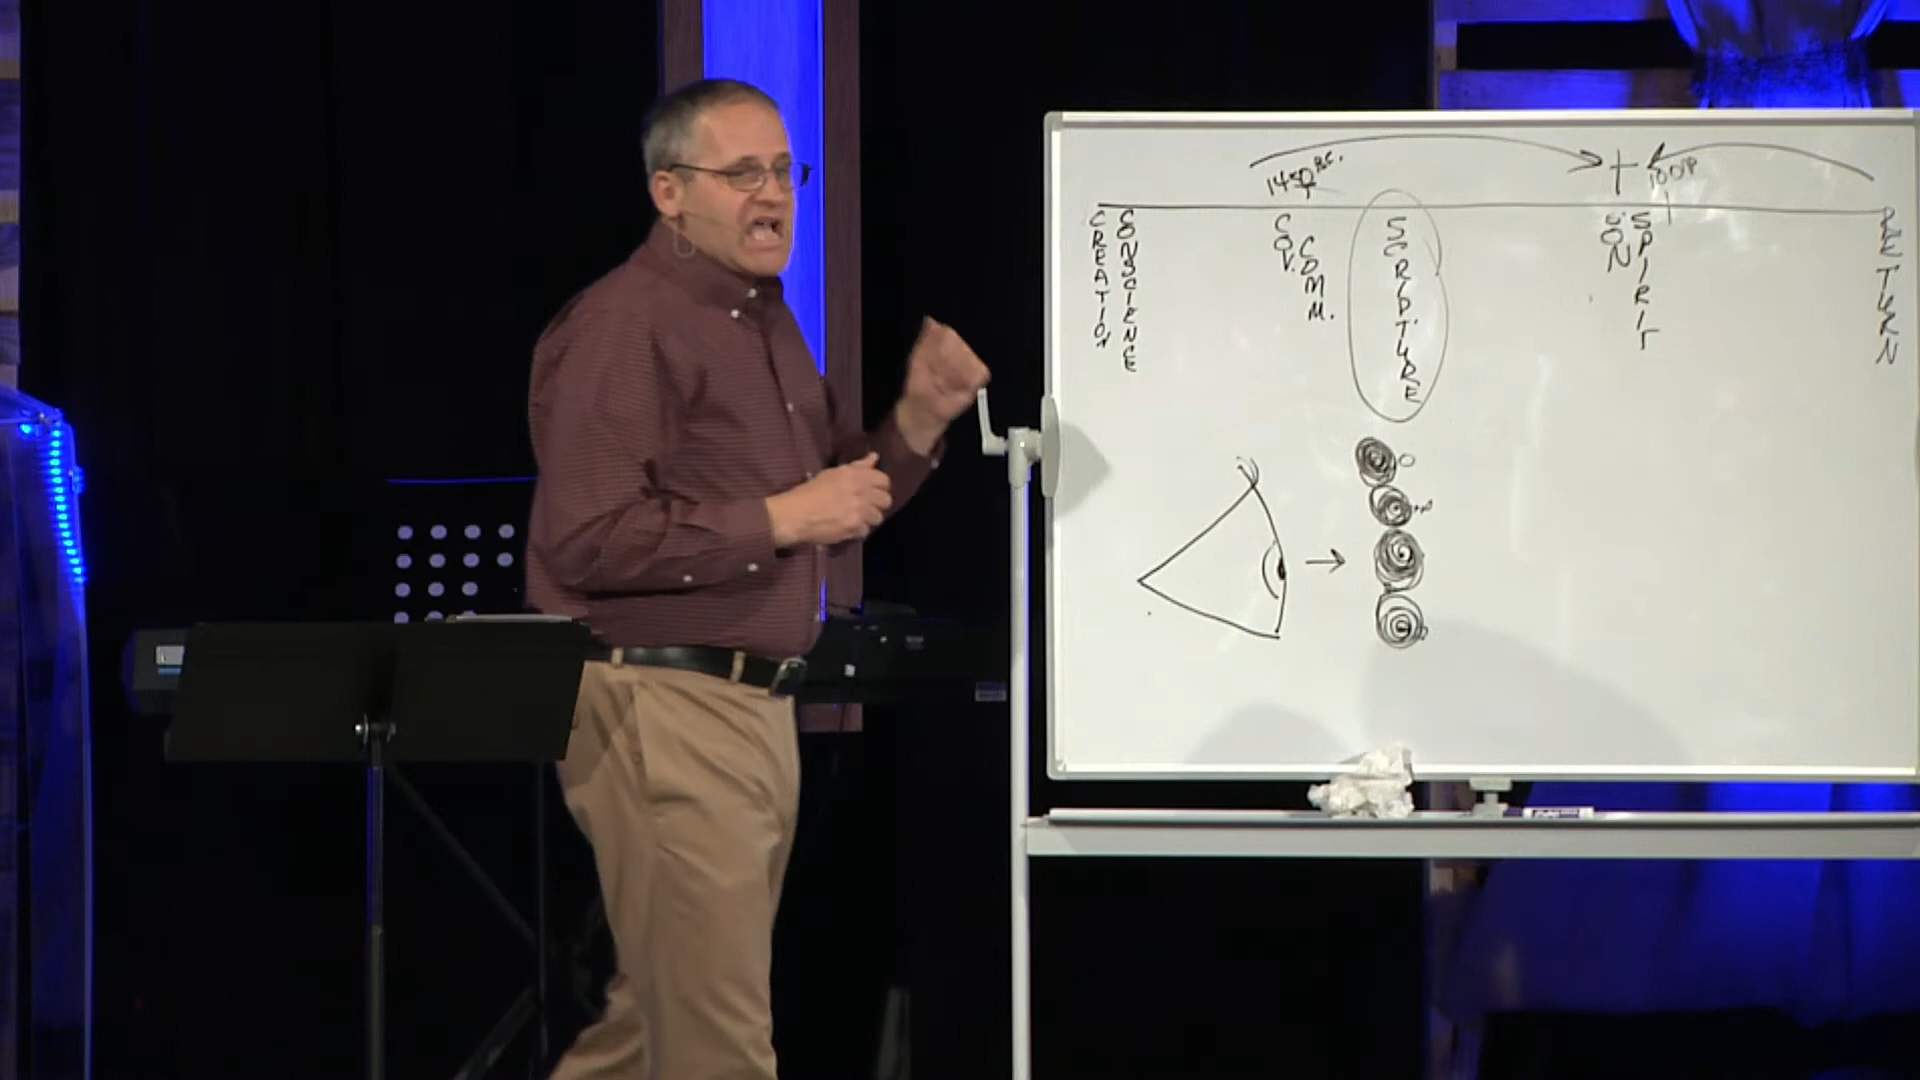 1450 B.C.
CREATION
CONSCIENCE
COV.
COMM.
SCRIPTURE
SON
SPIRIT
RETURN